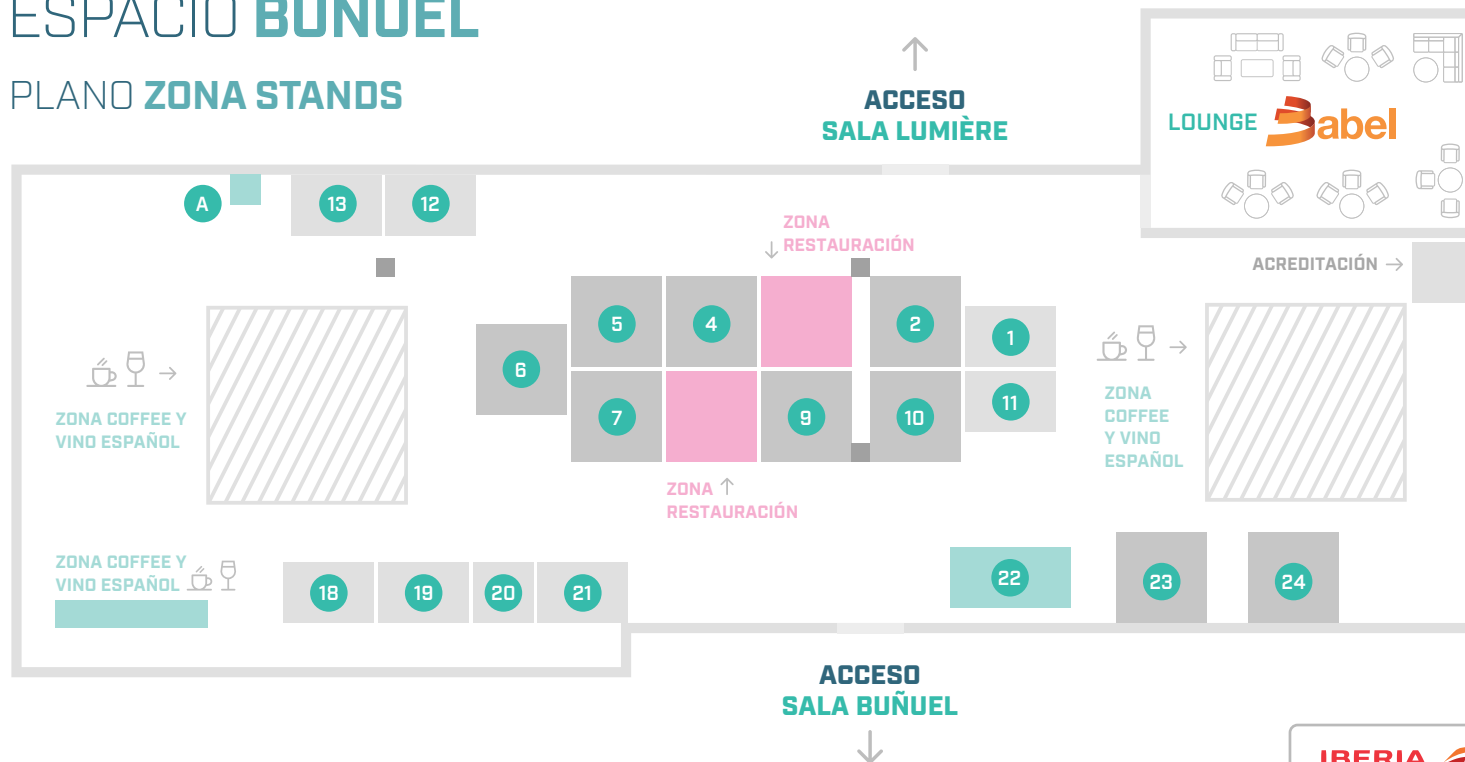 ESPACIO BUÑUEL
PLANO ZONA STANDS
ACCESO
SALA LUMIÈRE
LOUNGE Babel
A
13
12
ZONA
RESTAURACIÓN
ACREDITACIÓN
5
4
2
1
6
7
9
10
11
ZONA COFFEE Y
VINO ESPAÑOL
ZONA
COFFEE
Y VINO
ESPAÑOL
ZONA
RESTAURACIÓN
ZONA COFFEE Y
VINO ESPAÑOL
18
19
20
21
22
23
24
ACCESO
SALA BUÑUEL
IBERIA